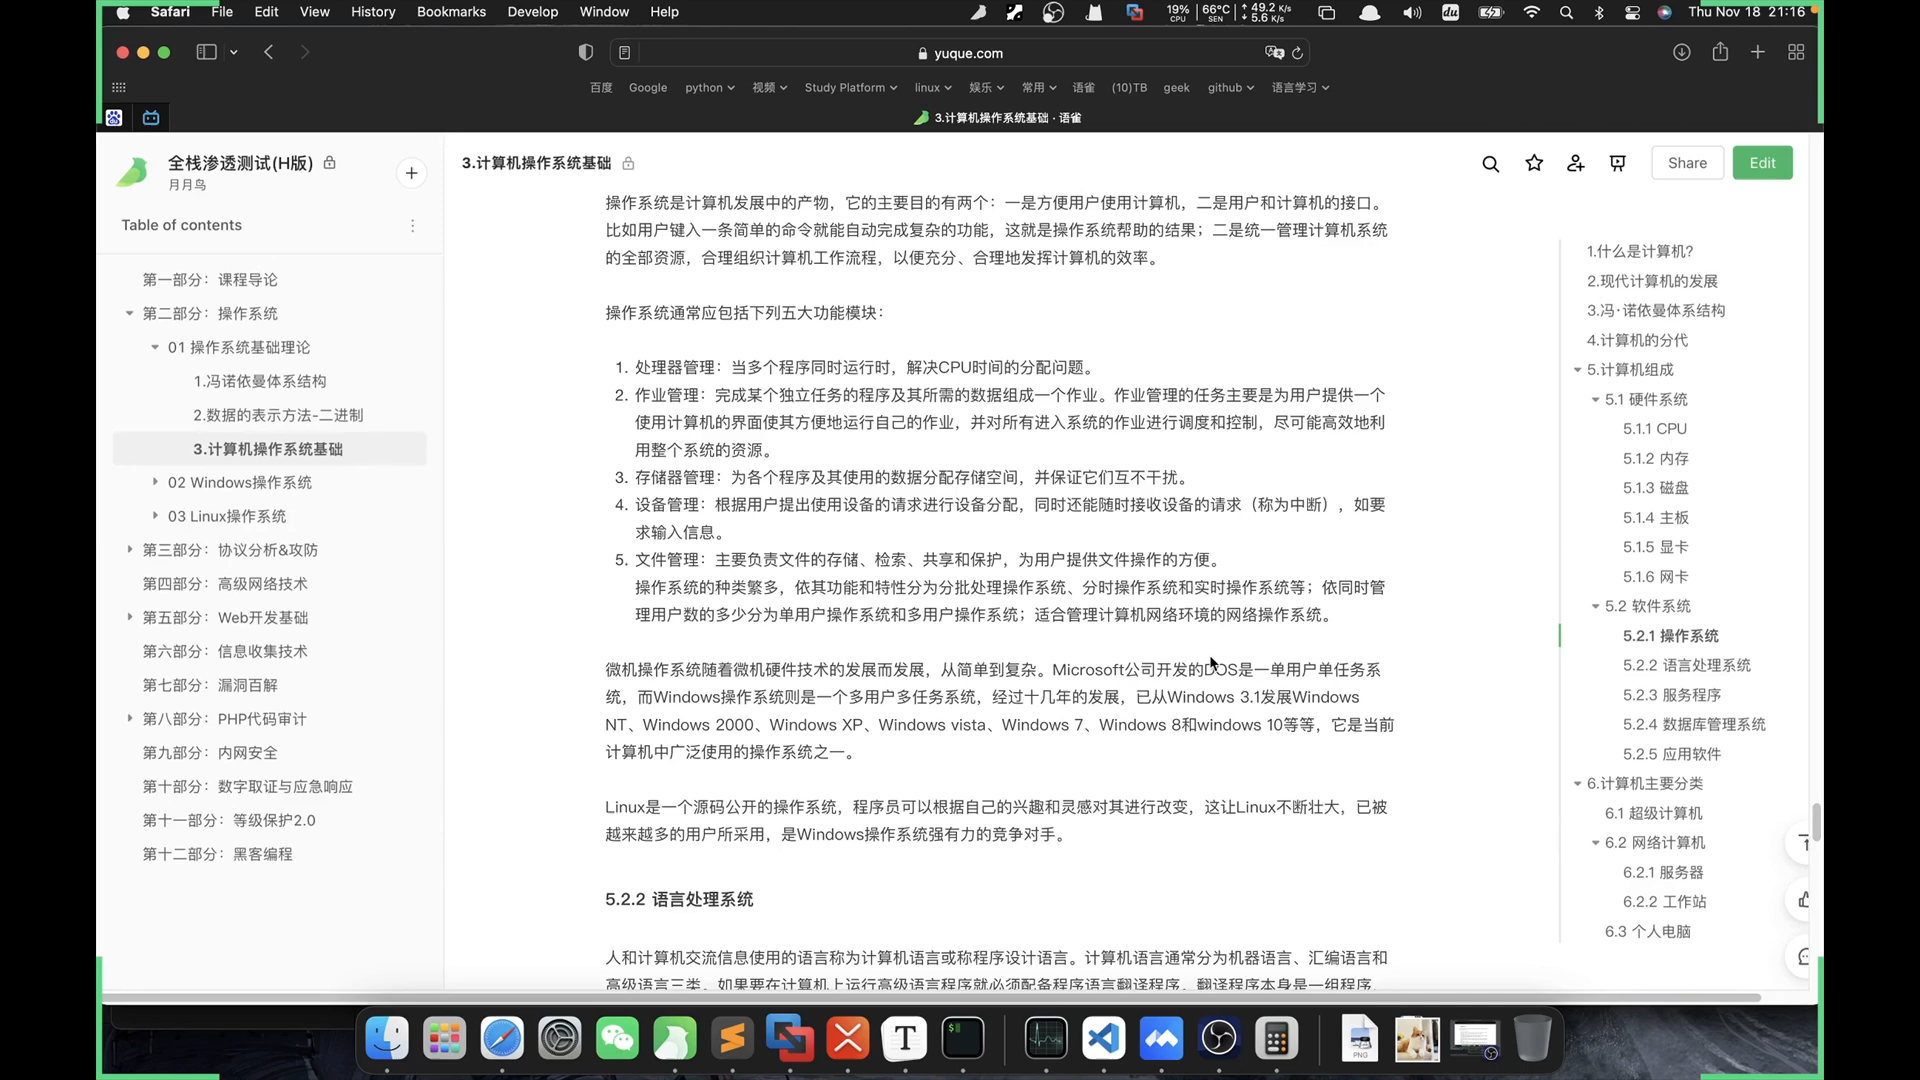 Safari File Edit View History Bookmarks Develop Window Help
19% CPU 66°C SEN 49.2 K/s 5.6 K/s du Thu Nov 18 21:16
yuque.com
百度 Google python 视频 Study Platform linux 娱乐 常用 语雀 (10)TB geek github 语言学习
3.计算机操作系统基础 · 语雀
全栈渗透测试(H版)
月月鸟
Table of contents
第一部分：课程导论
第二部分：操作系统
01 操作系统基础理论
1.冯诺依曼体系结构
2.数据的表示方法-二进制
3.计算机操作系统基础
02 Windows操作系统
03 Linux操作系统
第三部分：协议分析&攻防
第四部分：高级网络技术
第五部分：Web开发基础
第六部分：信息收集技术
第七部分：漏洞百解
第八部分：PHP代码审计
第九部分：内网安全
第十部分：数字取证与应急响应
第十一部分：等级保护2.0
第十二部分：黑客编程
3.计算机操作系统基础
Share Edit
操作系统是计算机发展中的产物，它的主要目的有两个：一是方便用户使用计算机，二是用户和计算机的接口。
比如用户键入一条简单的命令就能自动完成复杂的功能，这就是操作系统帮助的结果；二是统一管理计算机系统
的全部资源，合理组织计算机工作流程，以便充分、合理地发挥计算机的效率。
操作系统通常应包括下列五大功能模块：
1. 处理器管理：当多个程序同时运行时，解决CPU时间的分配问题。
2. 作业管理：完成某个独立任务的程序及其所需的数据组成一个作业。作业管理的任务主要是为用户提供一个
使用计算机的界面使其方便地运行自己的作业，并对所有进入系统的作业进行调度和控制，尽可能高效地利
用整个系统的资源。
3. 存储器管理：为各个程序及其使用的数据分配存储空间，并保证它们互不干扰。
4. 设备管理：根据用户提出使用设备的请求进行设备分配，同时还能随时接收设备的请求（称为中断），如要
求输入信息。
5. 文件管理：主要负责文件的存储、检索、共享和保护，为用户提供文件操作的方便。
操作系统的种类繁多，依其功能和特性分为分批处理操作系统、分时操作系统和实时操作系统等；依同时管
理用户数的多少分为单用户操作系统和多用户操作系统；适合管理计算机网络环境的网络操作系统。
微机操作系统随着微机硬件技术的发展而发展，从简单到复杂。Microsoft公司开发的DOS是一单用户单任务系
统，而Windows操作系统则是一个多用户多任务系统，经过十几年的发展，已从Windows 3.1发展Windows
NT、Windows 2000、Windows XP、Windows vista、Windows 7、Windows 8和windows 10等等，它是当前
计算机中广泛使用的操作系统之一。
Linux是一个源码公开的操作系统，程序员可以根据自己的兴趣和灵感对其进行改变，这让Linux不断壮大，已被
越来越多的用户所采用，是Windows操作系统强有力的竞争对手。
5.2.2 语言处理系统
人和计算机交流信息使用的语言称为计算机语言或称程序设计语言。计算机语言通常分为机器语言、汇编语言和
高级语言三类。如果要在计算机上运行高级语言程序就必须配备程序语言翻译程序。翻译程序本身是一组程序，
1.什么是计算机?
2.现代计算机的发展
3.冯·诺依曼体系结构
4.计算机的分代
5.计算机组成
5.1 硬件系统
5.1.1 CPU
5.1.2 内存
5.1.3 磁盘
5.1.4 主板
5.1.5 显卡
5.1.6 网卡
5.2 软件系统
5.2.1 操作系统
5.2.2 语言处理系统
5.2.3 服务程序
5.2.4 数据库管理系统
5.2.5 应用软件
6.计算机主要分类
6.1 超级计算机
6.2 网络计算机
6.2.1 服务器
6.2.2 工作站
6.3 个人电脑
T
PNG